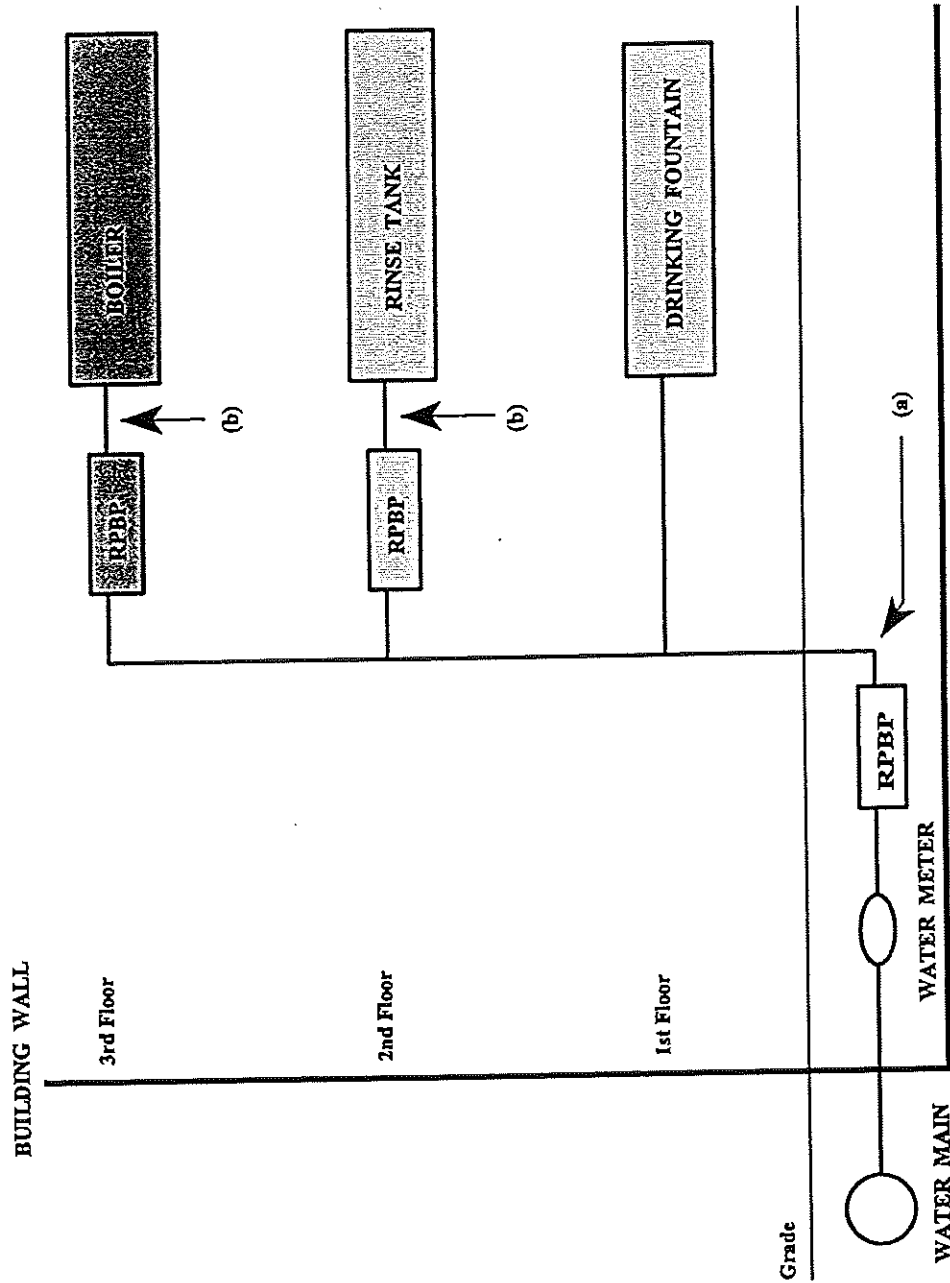 BUILDING WALL
3rd Floor
RPBP
BOILER
(b)
2nd Floor
RPBP
RINSE TANK
(b)
1st Floor
DRINKING FOUNTAIN
Grade
(a)
RPBP
WATER METER
WATER MAIN